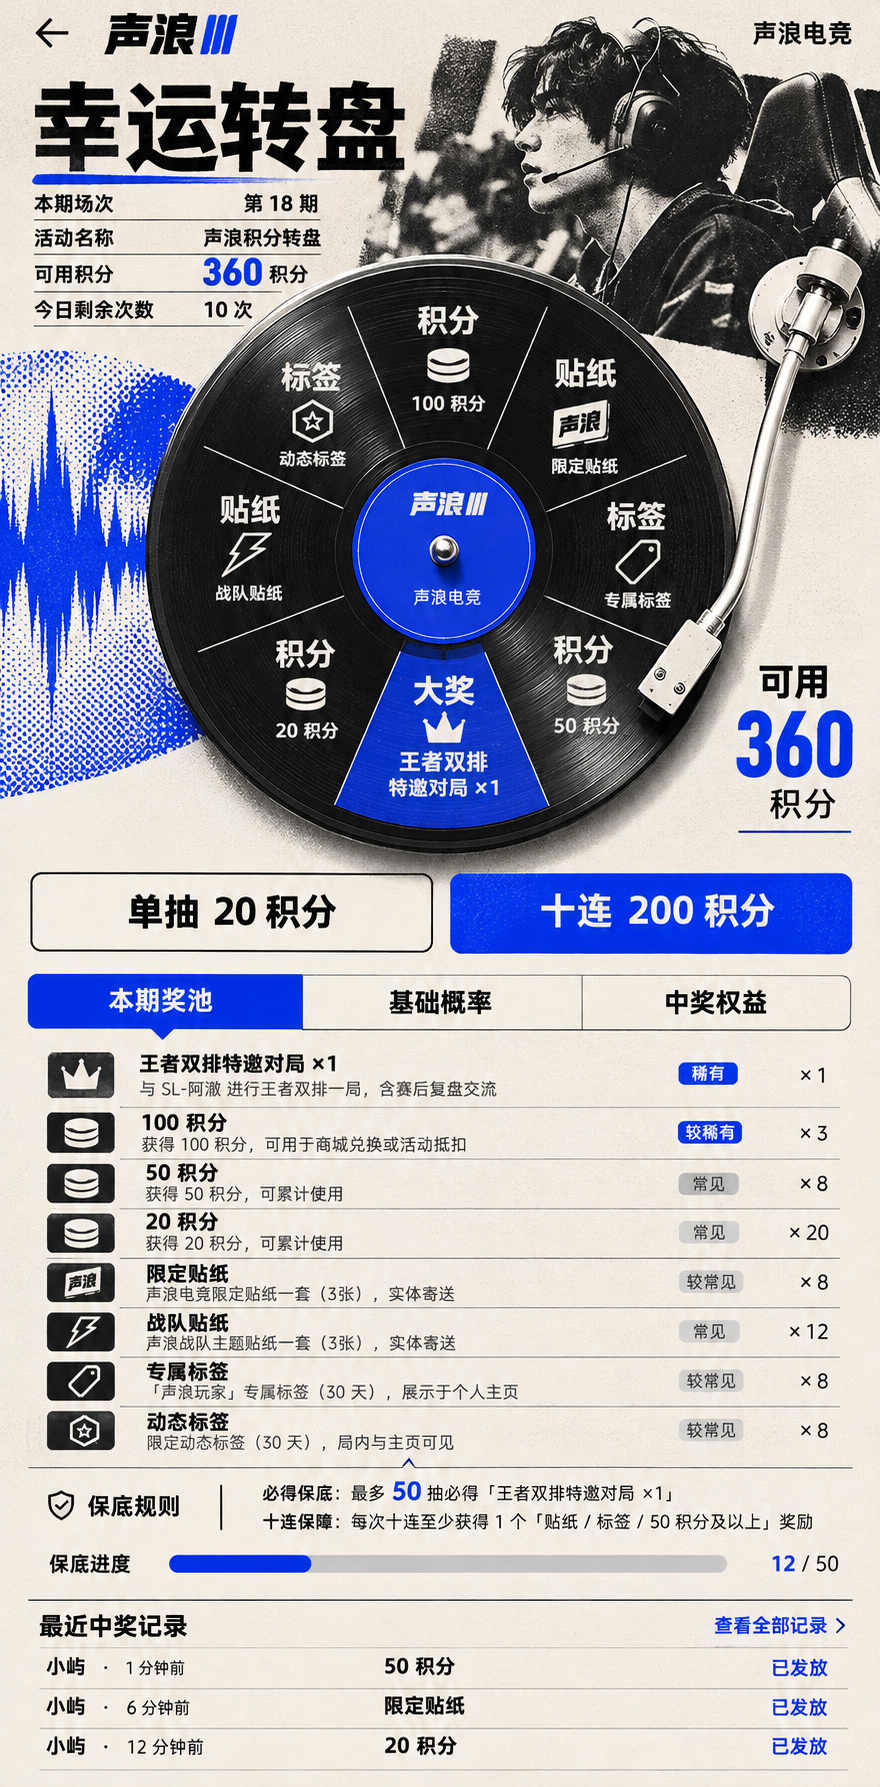 声浪
声浪电竞
幸运转盘
本期场次 第 18 期
活动名称 声浪积分转盘
可用积分 360 积分
今日剩余次数 10 次
积分
100 积分
标签
动态标签
贴纸
声浪
限定贴纸
贴纸
战队贴纸
声浪
声浪电竞
标签
专属标签
积分
20 积分
大奖
王者双排
特邀对局 ×1
积分
50 积分
可用
360
积分
单抽 20 积分
十连 200 积分
本期奖池 基础概率 中奖权益
王者双排特邀对局 ×1
与 SL-阿澈 进行王者双排一局，含赛后复盘交流
稀有 × 1
100 积分
获得 100 积分，可用于商城兑换或活动抵扣
较稀有 × 3
50 积分
获得 50 积分，可累计使用
常见 × 8
20 积分
获得 20 积分，可累计使用
常见 × 20
声浪
限定贴纸
声浪电竞限定贴纸一套（3张），实体寄送
较常见 × 8
战队贴纸
声浪战队主题贴纸一套（3张），实体寄送
常见 × 12
专属标签
「声浪玩家」专属标签（30 天），展示于个人主页
较常见 × 8
动态标签
限定动态标签（30 天），局内与主页可见
较常见 × 8
保底规则
必得保底：最多 50 抽必得「王者双排特邀对局 ×1」
十连保障：每次十连至少获得 1 个「贴纸 / 标签 / 50 积分及以上」奖励
保底进度 12 / 50
最近中奖记录 查看全部记录 >
小屿 · 1 分钟前 50 积分 已发放
小屿 · 6 分钟前 限定贴纸 已发放
小屿 · 12 分钟前 20 积分 已发放